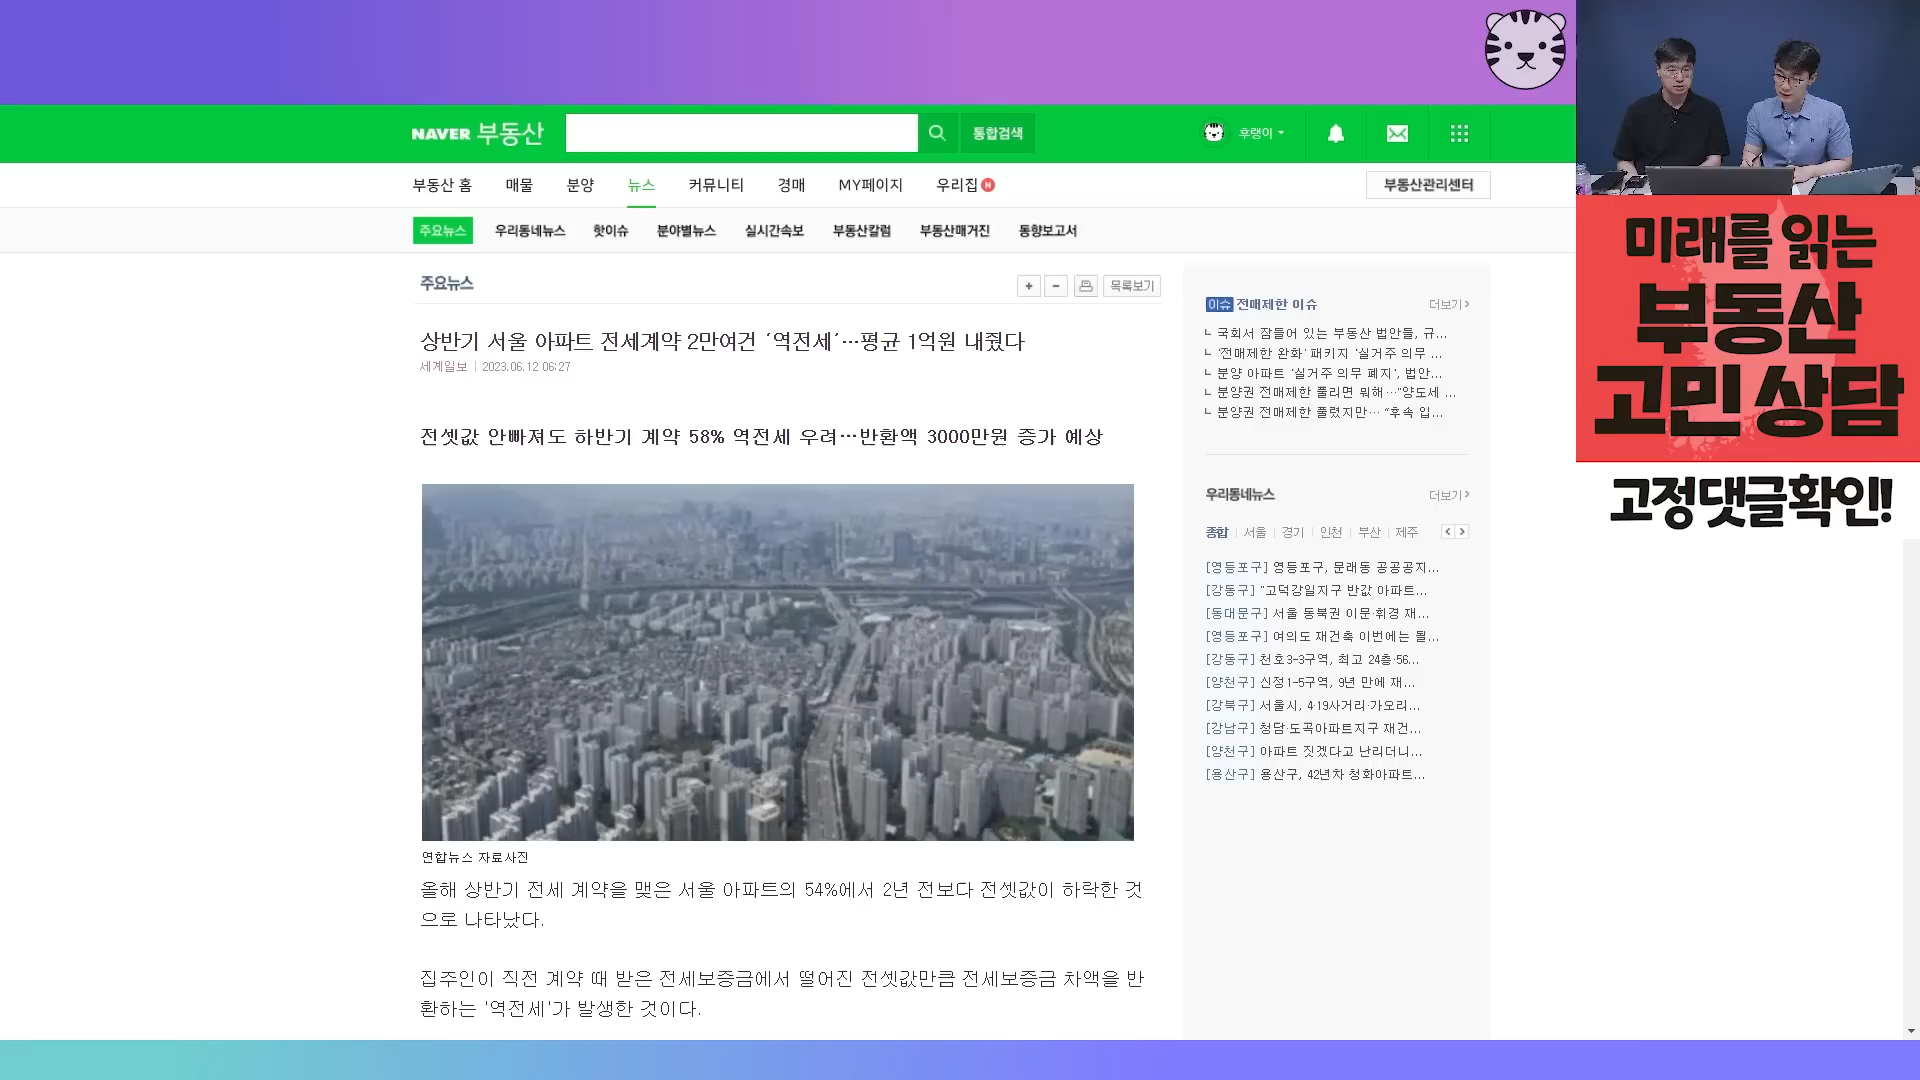 NAVER 부동산
통합검색
후랭이
부동산 홈 매물 분양 뉴스 커뮤니티 경매 MY페이지 우리집 N
부동산관리센터
주요뉴스 우리동네뉴스 핫이슈 분야별뉴스 실시간속보 부동산칼럼 부동산매거진 동향보고서
주요뉴스
+ - 목록보기
상반기 서울 아파트 전세계약 2만여건 ‘역전세’…평균 1억원 내줬다
세계일보 | 2023.06.12 06:27
전셋값 안빠져도 하반기 계약 58% 역전세 우려…반환액 3000만원 증가 예상
연합뉴스 자료사진
올해 상반기 전세 계약을 맺은 서울 아파트의 54%에서 2년 전보다 전셋값이 하락한 것
으로 나타났다.
집주인이 직전 계약 때 받은 전세보증금에서 떨어진 전셋값만큼 전세보증금 차액을 반
환하는 '역전세'가 발생한 것이다.
이슈 전매제한 이슈 더보기
국회서 잠들어 있는 부동산 법안들, 규...
'전매제한 완화' 패키지 '실거주 의무 ...
분양 아파트 '실거주 의무 폐지', 법안...
분양권 전매제한 풀리면 뭐해…"양도세 ...
분양권 전매제한 풀렸지만… "후속 입...
우리동네뉴스 더보기
종합 | 서울 | 경기 | 인천 | 부산 | 제주
[영등포구] 영등포구, 문래동 공공공지...
[강동구] "고덕강일지구 반값 아파트...
[동대문구] 서울 동북권 이문·휘경 재...
[영등포구] 여의도 재건축 이번에는 될...
[강동구] 천호3-3구역, 최고 24층·56...
[양천구] 신정1-5구역, 9년 만에 재...
[강북구] 서울시, 4·19사거리·가오리...
[강남구] 청담·도곡아파트지구 재건...
[양천구] 아파트 짓겠다고 난리더니...
[용산구] 용산구, 42년차 청화아파트...
미래를 읽는
부동산
고민 상담
고정댓글확인!